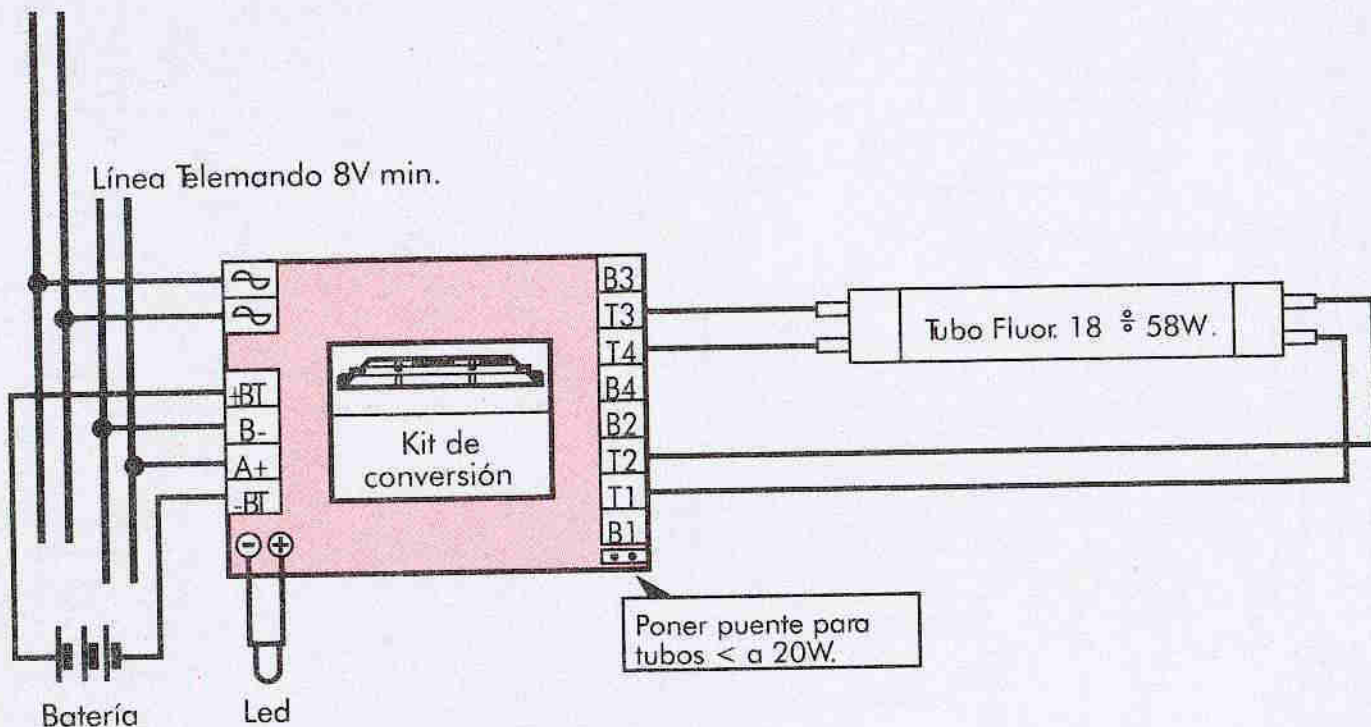 Línea Telemando 8V min.
+BT
B-
A+
-BT
- +
Kit de
conversión
B3
T3
T4
B4
B2
T2
T1
B1
Tubo Fluor. 18 ÷ 58W.
Poner puente para
tubos < a 20W.
Batería
Led